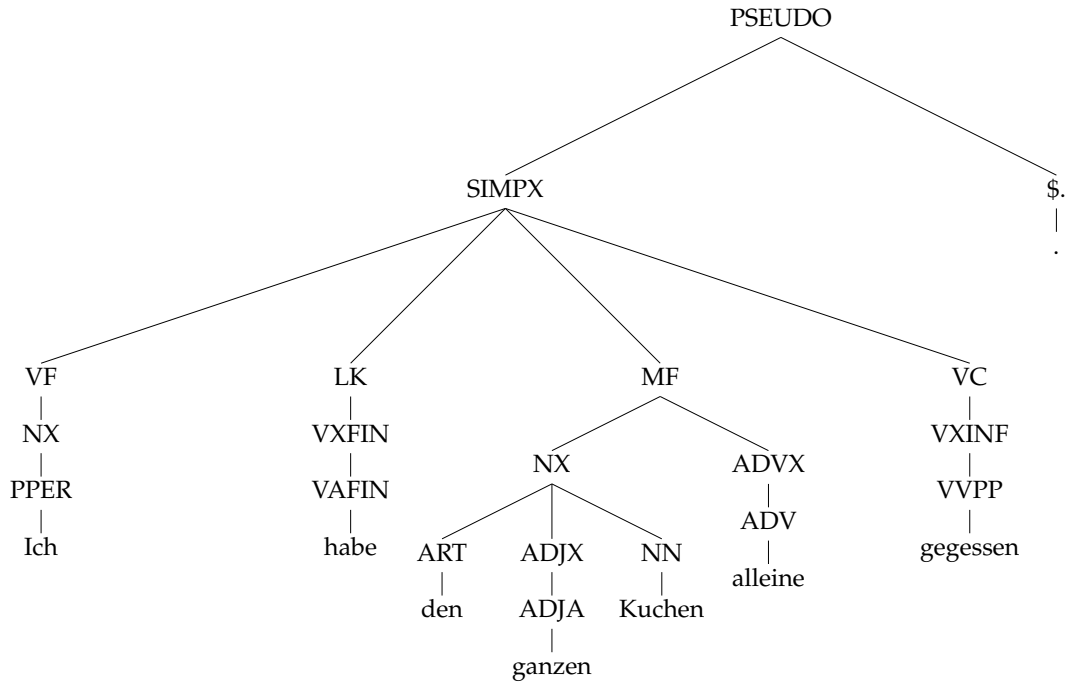 PSEUDO
SIMPX $.
.
VF LK MF VC
NX VXFIN VXINF
NX ADVX
PPER VAFIN VVPP
ADV
Ich habe ART ADJX NN gegessen
alleine
den ADJA Kuchen
ganzen